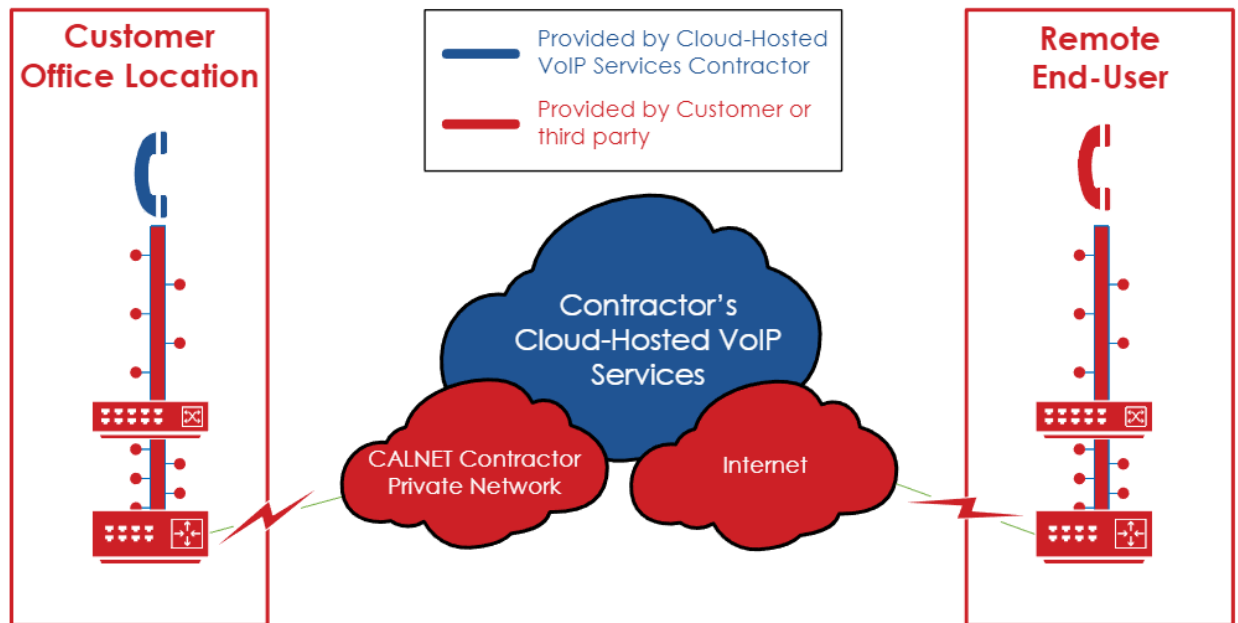 Customer
Office Location
Provided by Cloud-Hosted
VoIP Services Contractor
Provided by Customer or
third party
Remote
End-User
Contractor's
Cloud-Hosted VoIP
Services
CALNET Contractor
Private Network
Internet